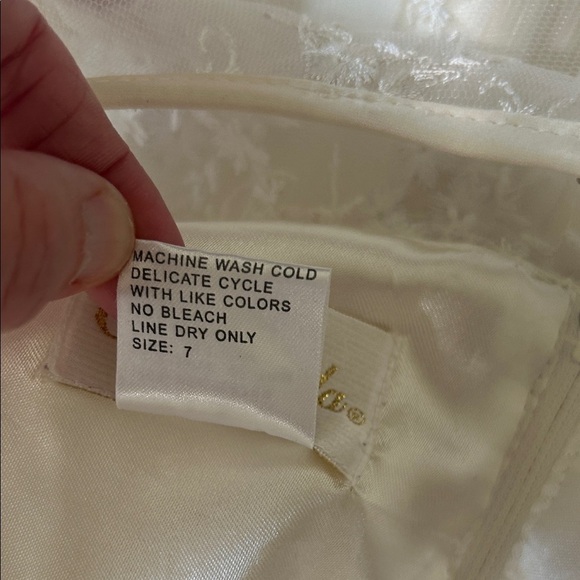 MACHINE WASH COLD
DELICATE CYCLE
WITH LIKE COLORS
NO BLEACH
LINE DRY ONLY
SIZE: 7